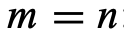 m = n